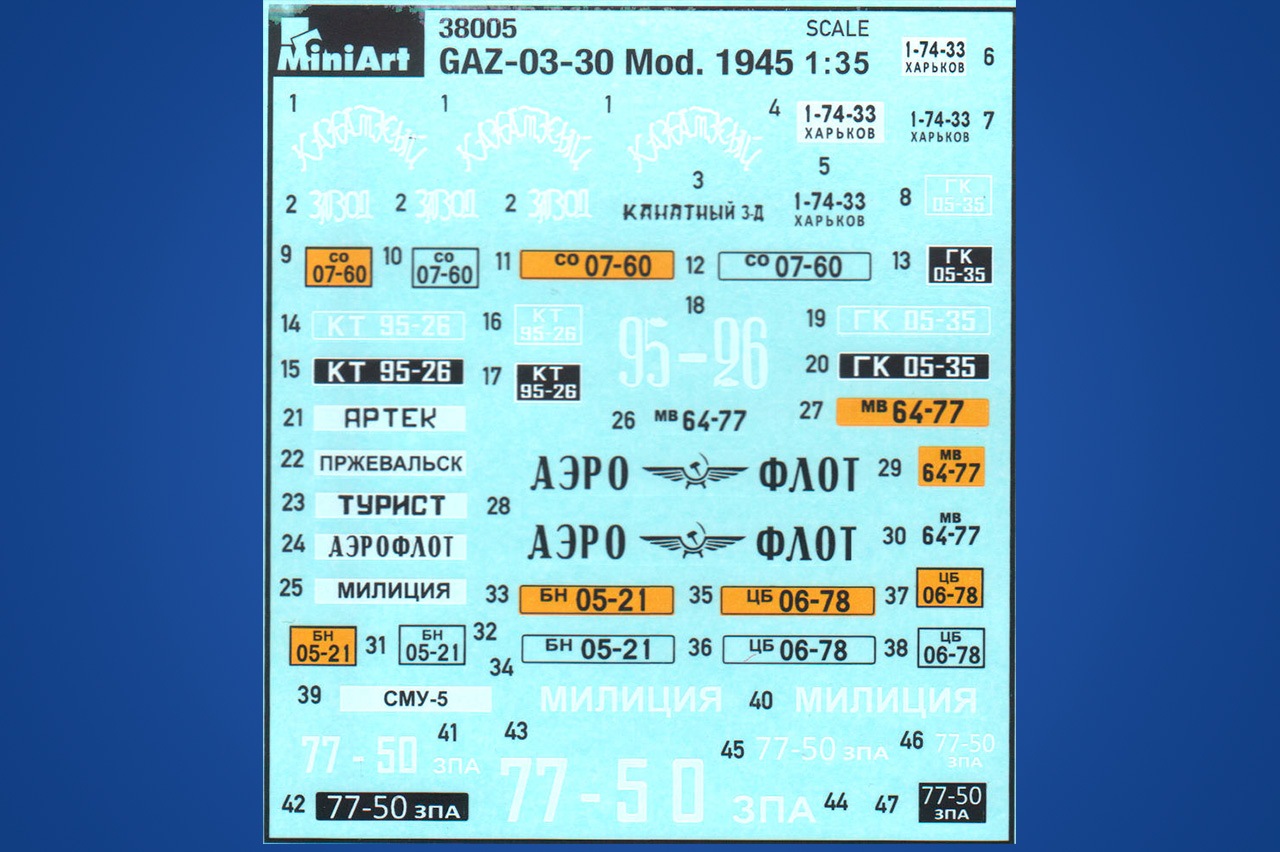 MiniArt
38005
GAZ-03-30 Mod. 1945
SCALE
1:35
1-74-33
ХАРЬКОВ
6
1
1
1
4
1-74-33
ХАРЬКОВ
1-74-33
ХАРЬКОВ
7
2 ЗАВОД
2 ЗАВОД
2 ЗАВОД
3
КАНАТНЫЙ З-Д
5
1-74-33
ХАРЬКОВ
8
ГК
05-35
9
СО
07-60
10
СО
07-60
11
СО 07-60
12
СО 07-60
13
ГК
05-35
14 КТ 95-26
16
КТ
95-26
18
95-26
19 ГК 05-35
15 КТ 95-26
17
КТ
95-26
20 ГК 05-35
21 АРТЕК
26 МВ 64-77
27 МВ 64-77
22 ПРЖЕВАЛЬСК
АЭРО ФЛОТ
29
МВ
64-77
23 ТУРИСТ
28
24 АЭРОФЛОТ
АЭРО ФЛОТ
30
МВ
64-77
25 МИЛИЦИЯ
33 БН 05-21
35 ЦБ 06-78
37
ЦБ
06-78
БН
05-21
31
БН
05-21
32
34
БН 05-21
36 ЦБ 06-78
38
ЦБ
06-78
39 СМУ-5
МИЛИЦИЯ 40 МИЛИЦИЯ
41
77-50 ЗПА
43
77-50 ЗПА
44
45 77-50 ЗПА
46
77-50
ЗПА
42 77-50 ЗПА
47
77-50
ЗПА